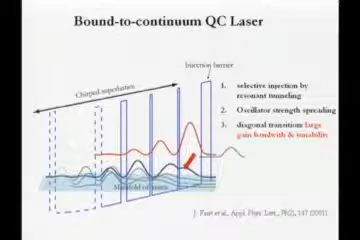 Bound-to-continuum QC Laser
Injection barrier
Chirped superlattice
1. selective injection by
resonant tunneling
2. Oscillator strength spreading
3. diagonal transition: large
gain bandwith & tunability
Manifold of states
J. Faist et al., Appl. Phys. Lett., 78(2), 147 (2001)